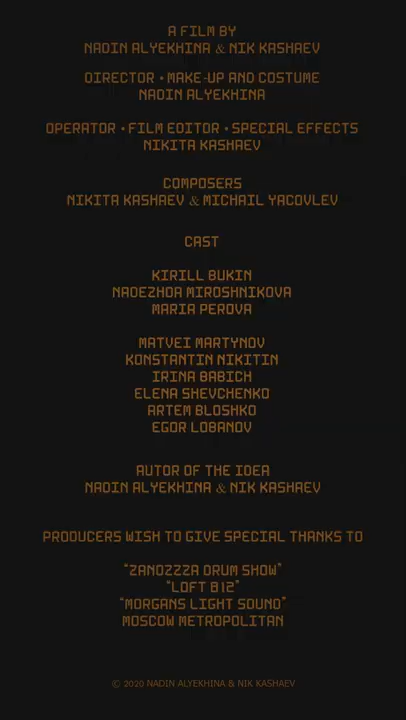 A FILM BY
NADIN ALYEKHINA & NIK KASHAEV
DIRECTOR • MAKE-UP AND COSTUME
NADIN ALYEKHINA
OPERATOR • FILM EDITOR • SPECIAL EFFECTS
NIKITA KASHAEV
COMPOSERS
NIKITA KASHAEV & MICHAIL YACOVLEV
CAST
KIRILL BUKIN
NADEZHDA MIROSHNIKOVA
MARIA PEROVA
MATVEI MARTYNOV
KONSTANTIN NIKITIN
IRINA BABICH
ELENA SHEVCHENKO
ARTEM BLOSHKO
EGOR LOBANOV
AUTOR OF THE IDEA
NADIN ALYEKHINA & NIK KASHAEV
PRODUCERS WISH TO GIVE SPECIAL THANKS TO
"ZANOZZZA DRUM SHOW"
"LOFT B12"
"MORGANS LIGHT SOUND"
MOSCOW METROPOLITAN
© 2020 NADIN ALYEKHINA & NIK KASHAEV